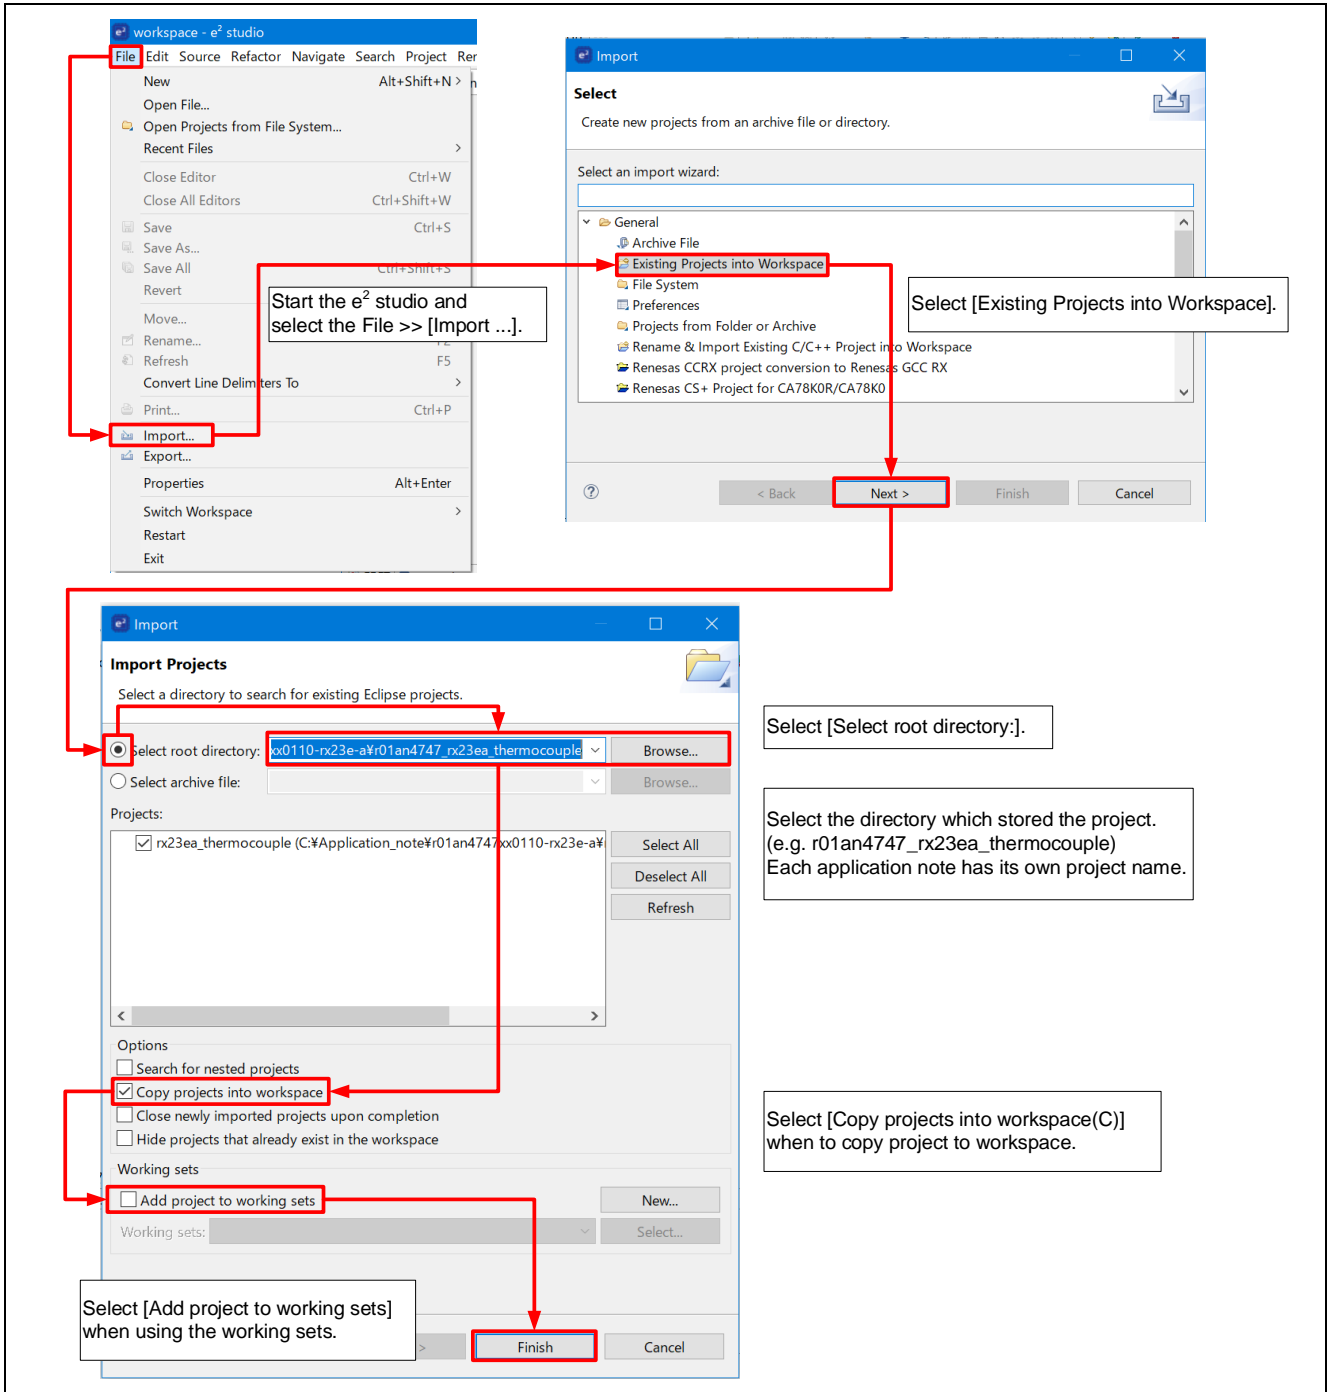 workspace - e² studio
File Edit Source Refactor Navigate Search Project Rer
New Alt+Shift+N >
Open File...
Open Projects from File System...
Recent Files >
Close Editor Ctrl+W
Close All Editors Ctrl+Shift+W
Save Ctrl+S
Save As...
Save All Ctrl+Shift+S
Revert
Move...
Rename... F2
Refresh F5
Convert Line Delimiters To >
Print... Ctrl+P
Import...
Export...
Properties Alt+Enter
Switch Workspace >
Restart
Exit
Start the e² studio and
select the File >> [Import ...].
Import
Select
Create new projects from an archive file or directory.
Select an import wizard:
General
Archive File
Existing Projects into Workspace
File System
Preferences
Projects from Folder or Archive
Rename & Import Existing C/C++ Project into Workspace
Renesas CCRX project conversion to Renesas GCC RX
Renesas CS+ Project for CA78K0R/CA78K0
< Back Next > Finish Cancel
Select [Existing Projects into Workspace].
Import
Import Projects
Select a directory to search for existing Eclipse projects.
Select root directory: xx0110-rx23e-a¥r01an4747_rx23ea_thermocouple Browse...
Select archive file: Browse...
Projects:
rx23ea_thermocouple (C:¥Application_note¥r01an4747xx0110-rx23e-a¥
Select All
Deselect All
Refresh
Options
Search for nested projects
Copy projects into workspace
Close newly imported projects upon completion
Hide projects that already exist in the workspace
Working sets
Add project to working sets New...
Working sets: Select...
> Finish Cancel
Select [Select root directory:].
Select the directory which stored the project.
(e.g. r01an4747_rx23ea_thermocouple)
Each application note has its own project name.
Select [Copy projects into workspace(C)]
when to copy project to workspace.
Select [Add project to working sets]
when using the working sets.